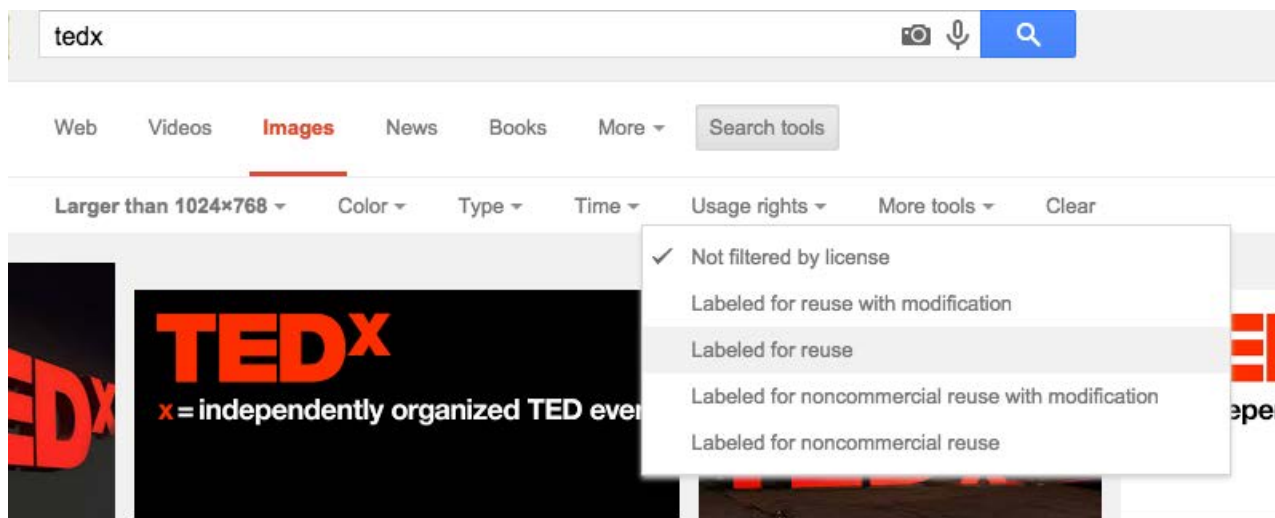 tedx
Web Videos Images News Books More Search tools
Larger than 1024×768 Color Type Time Usage rights More tools Clear
Not filtered by license
Labeled for reuse with modification
Labeled for reuse
Labeled for noncommercial reuse with modification
Labeled for noncommercial reuse
TEDx
x = independently organized TED